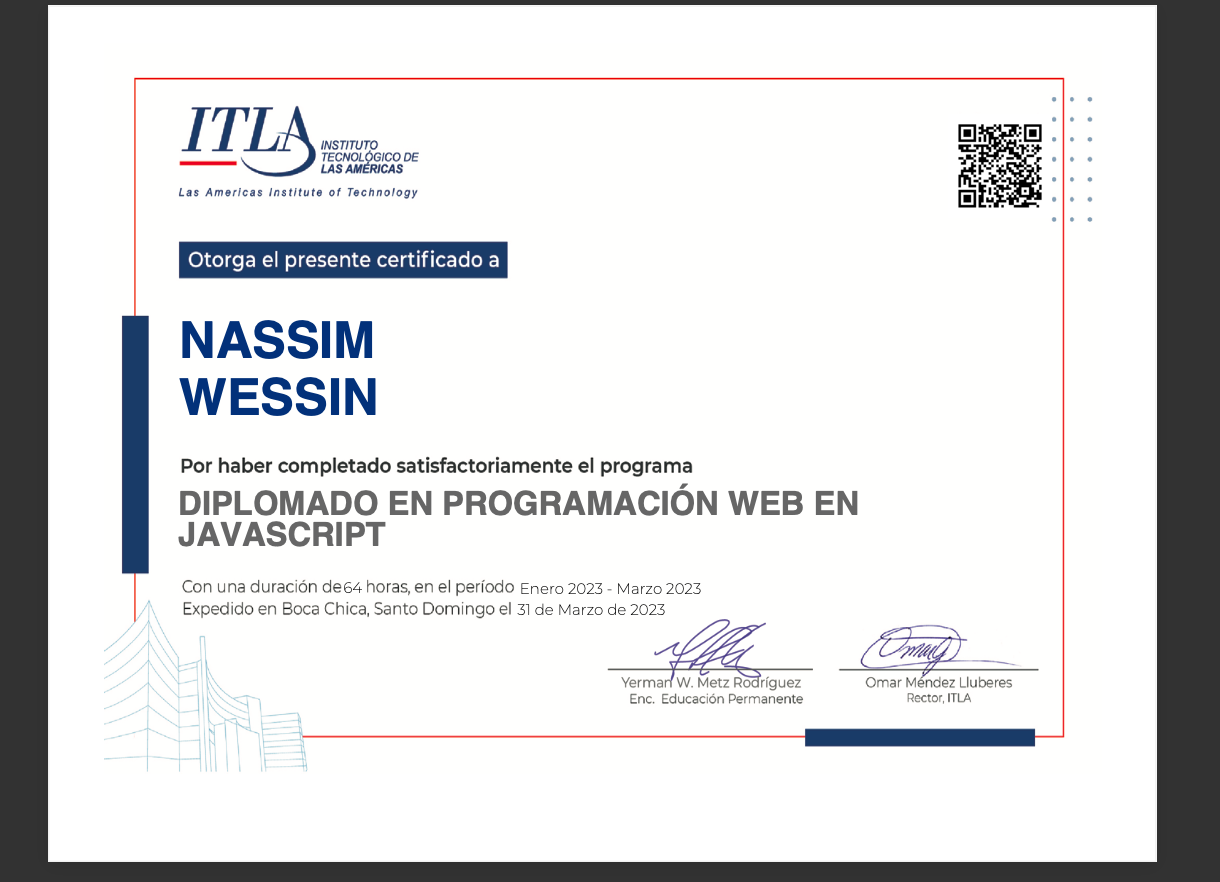 ITLA
INSTITUTO
TECNOLÓGICO DE
LAS AMÉRICAS
Las Americas Institute of Technology
Otorga el presente certificado a
NASSIM
WESSIN
Por haber completado satisfactoriamente el programa
DIPLOMADO EN PROGRAMACIÓN WEB EN
JAVASCRIPT
Con una duración de 64 horas, en el período Enero 2023 - Marzo 2023
Expedido en Boca Chica, Santo Domingo el 31 de Marzo de 2023
Yerman W. Metz Rodríguez
Enc. Educación Permanente
Omar Méndez Lluberes
Rector, ITLA